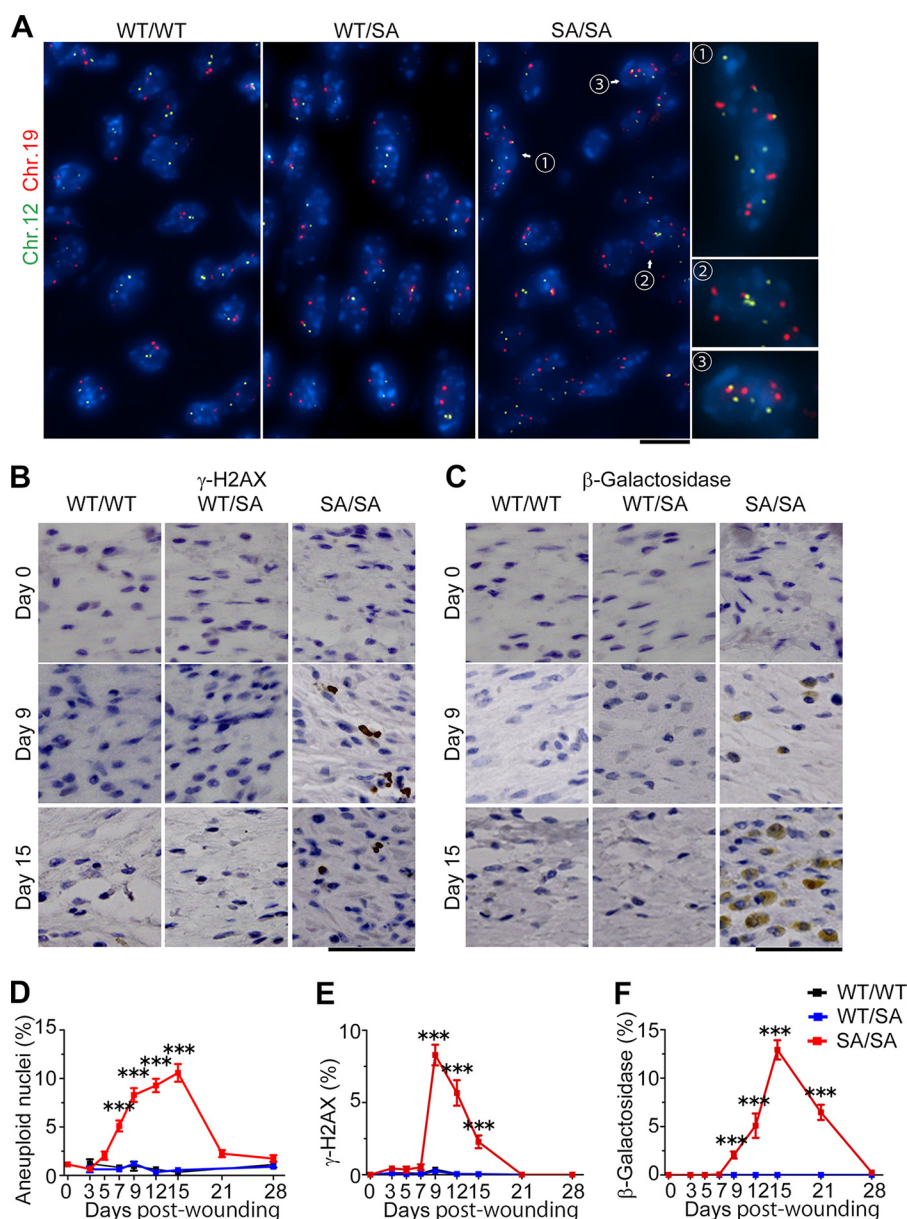 A
WT/WT WT/SA SA/SA
Chr.12 Chr.19
1
2
3
3
1
2
B
γ-H2AX
WT/WT WT/SA SA/SA
Day 0
Day 9
Day 15
C
β-Galactosidase
WT/WT WT/SA SA/SA
Day 0
Day 9
Day 15
D
Aneuploid nuclei (%)
15
10
5
0
*** *** *** ***
0 3 5 7 9 12 15 21 28
Days post-wounding
E
γ-H2AX (%)
10
5
0
*** *** ***
0 3 5 7 9 12 15 21 28
Days post-wounding
F
β-Galactosidase (%)
15
10
5
0
*** *** *** ***
0 3 5 7 9 12 15 21 28
Days post-wounding
WT/WT
WT/SA
SA/SA